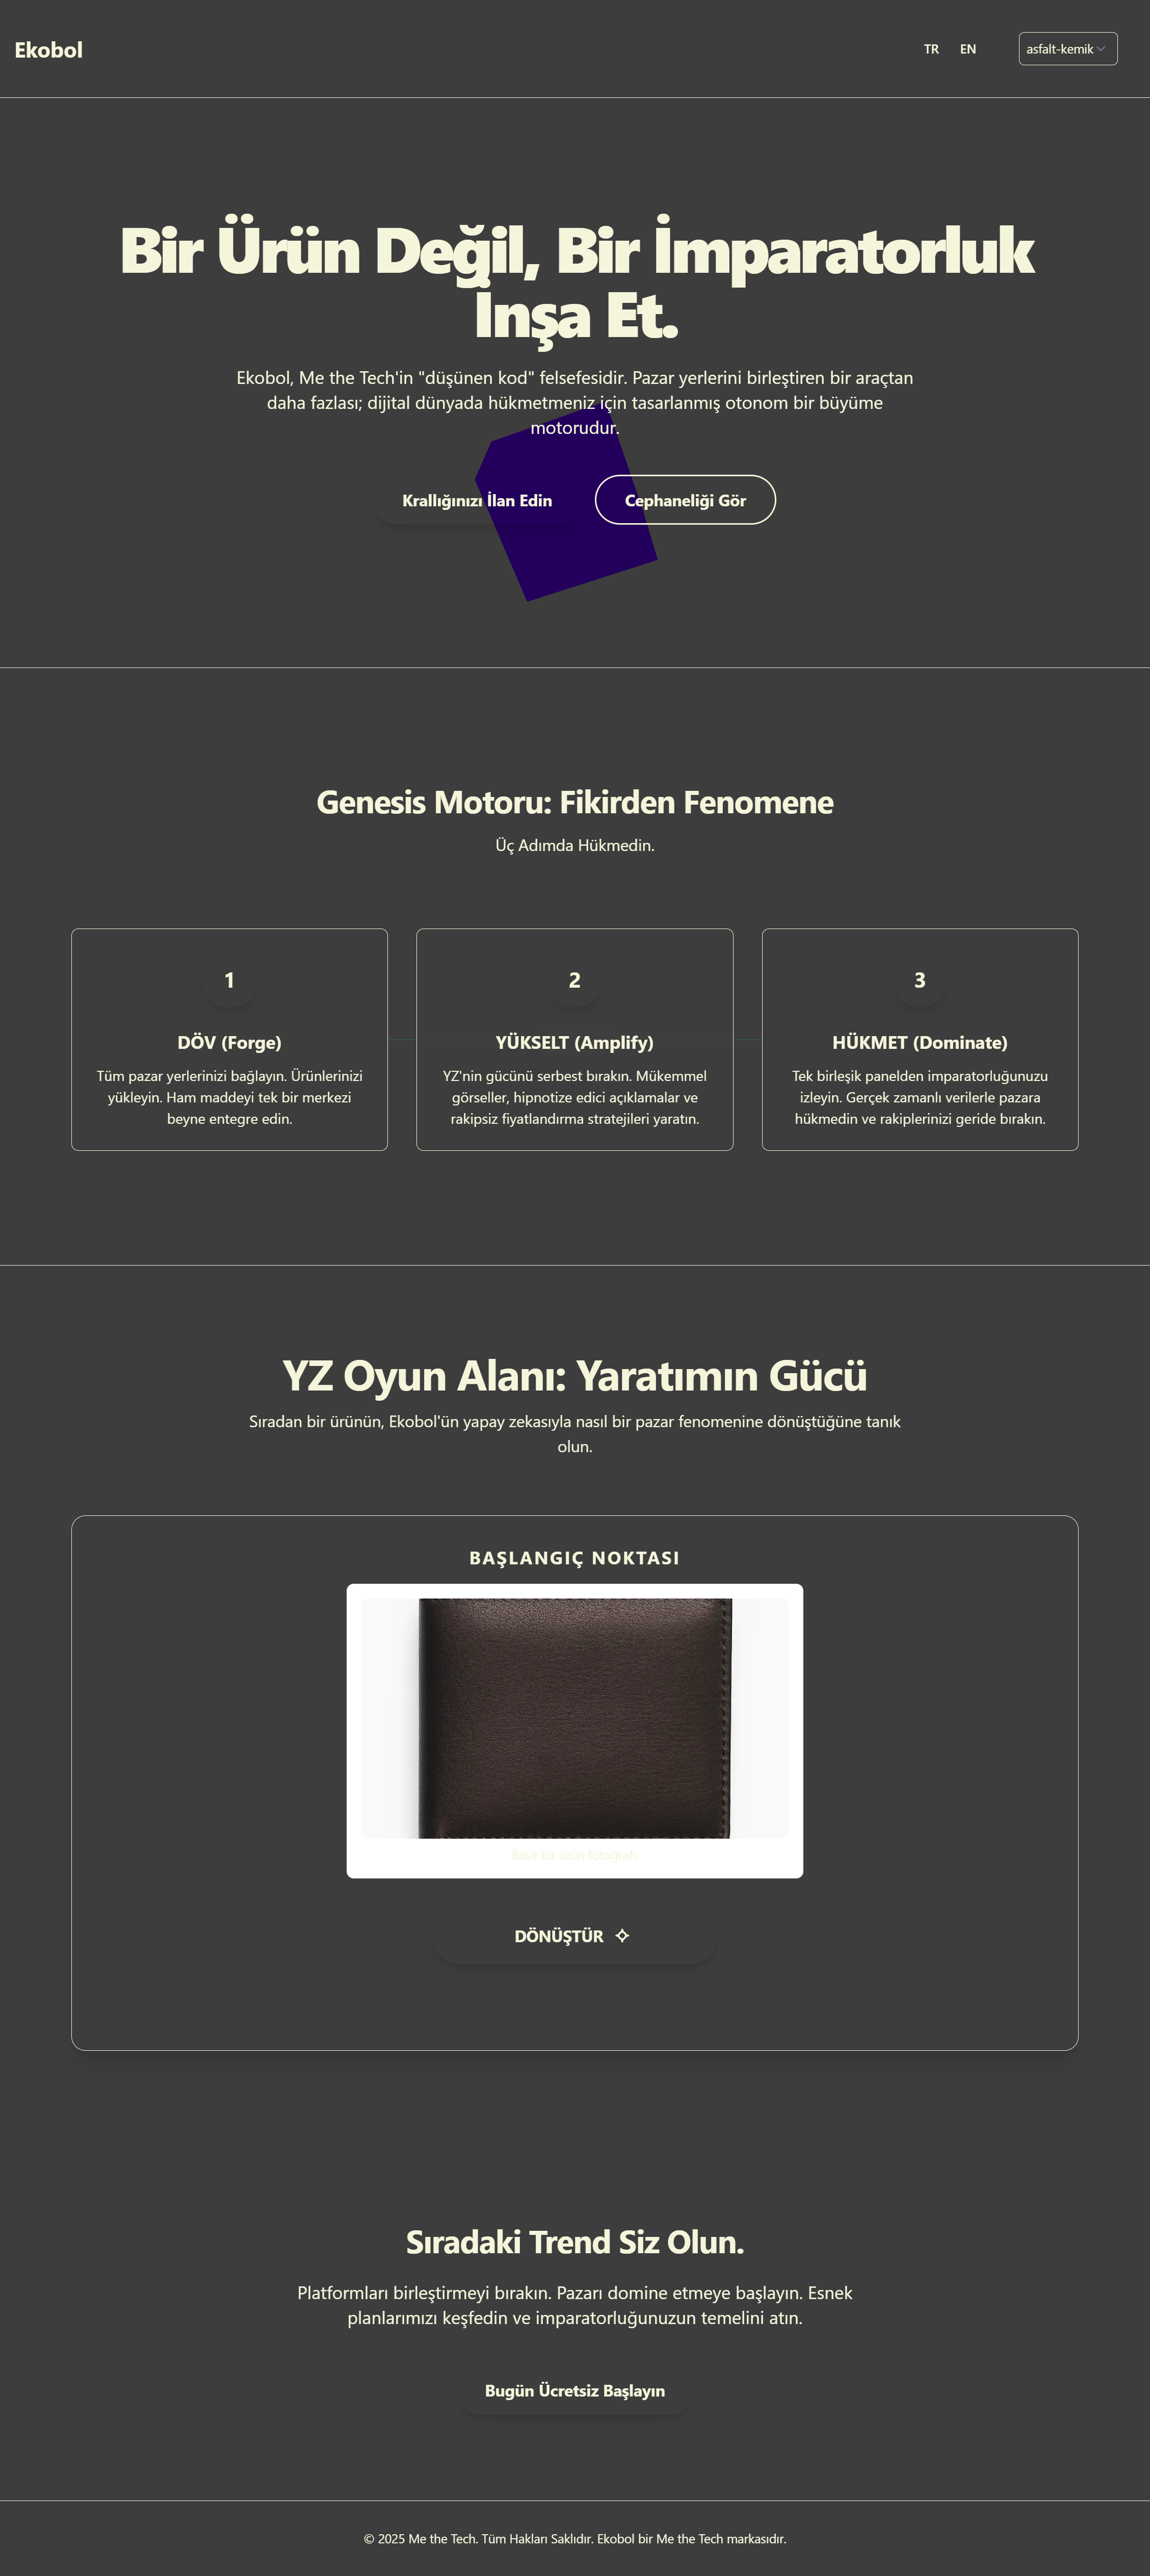 Ekobol
TR
EN
asfalt-kemik
Bir Ürün Değil, Bir İmparatorluk
İnşa Et.
Ekobol, Me the Tech'in "düşünen kod" felsefesidir. Pazar yerlerini birleştiren bir araçtan
daha fazlası; dijital dünyada hükmetmeniz için tasarlanmış otonom bir büyüme
motorudur.
Krallığınızı İlan Edin
Cephaneliği Gör
Genesis Motoru: Fikirden Fenomene
Üç Adımda Hükmedin.
1
DÖV (Forge)
Tüm pazar yerlerinizi bağlayın. Ürünlerinizi
yükleyin. Ham maddeyi tek bir merkezi
beyne entegre edin.
2
YÜKSELT (Amplify)
YZ'nin gücünü serbest bırakın. Mükemmel
görseller, hipnotize edici açıklamalar ve
rakipsiz fiyatlandırma stratejileri yaratın.
3
HÜKMET (Dominate)
Tek birleşik panelden imparatorluğunuzu
izleyin. Gerçek zamanlı verilerle pazara
hükmedin ve rakiplerinizi geride bırakın.
YZ Oyun Alanı: Yaratımın Gücü
Sıradan bir ürünün, Ekobol'ün yapay zekasıyla nasıl bir pazar fenomenine dönüştüğüne tanık
olun.
BAŞLANGIÇ NOKTASI
Basit bir ürün fotoğrafı.
DÖNÜŞTÜR
Sıradaki Trend Siz Olun.
Platformları birleştirmeyi bırakın. Pazarı domine etmeye başlayın. Esnek
planlarımızı keşfedin ve imparatorluğunuzun temelini atın.
Bugün Ücretsiz Başlayın
© 2025 Me the Tech. Tüm Hakları Saklıdır. Ekobol bir Me the Tech markasıdır.